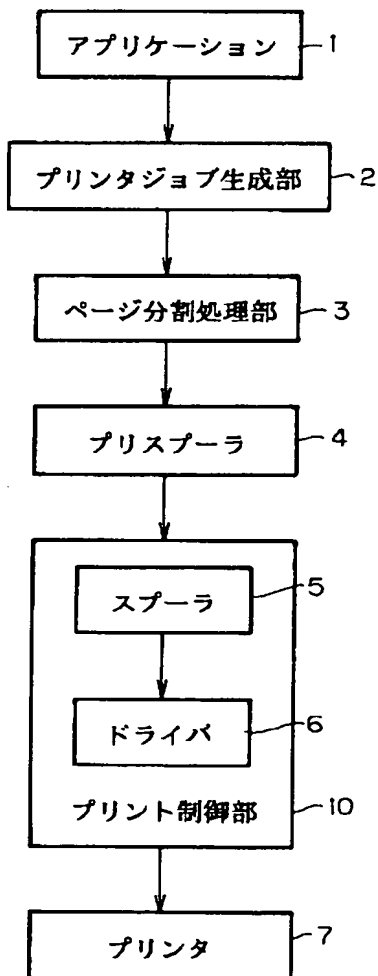 アプリケーション 1
プリンタジョブ生成部 2
ページ分割処理部 3
プリスプーラ 4
スプーラ 5
ドライバ 6
プリント制御部 10
プリンタ 7